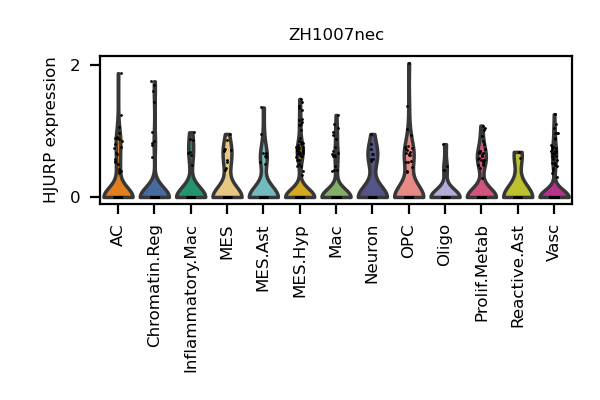 ZH1007nec
HJURP expression
2
0
AC
Chromatin.Reg
Inflammatory.Mac
MES
MES.Ast
MES.Hyp
Mac
Neuron
OPC
Oligo
Prolif.Metab
Reactive.Ast
Vasc